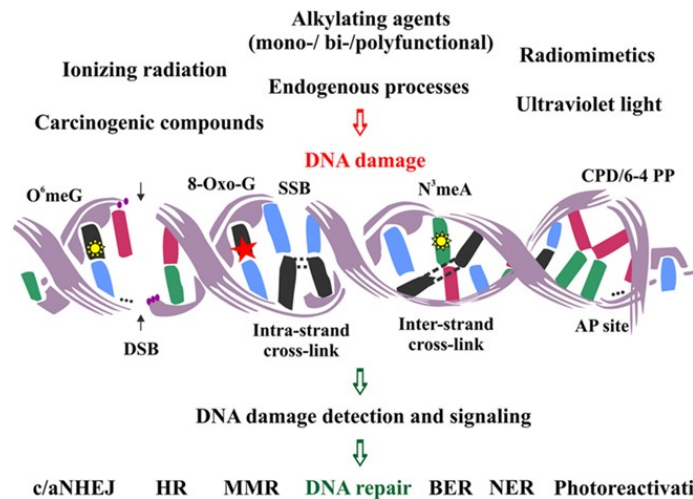 Alkylating agents
(mono-/ bi-/polyfunctional)
Radiomimetics
Ionizing radiation
Endogenous processes
Ultraviolet light
Carcinogenic compounds
DNA damage
CPD/6-4 PP
8-Oxo-G
SSB
N³meA
O⁶meG
DSB
Intra-strand
cross-link
Inter-strand
cross-link
AP site
DNA damage detection and signaling
c/aNHEJ HR MMR DNA repair BER NER Photoreactivati